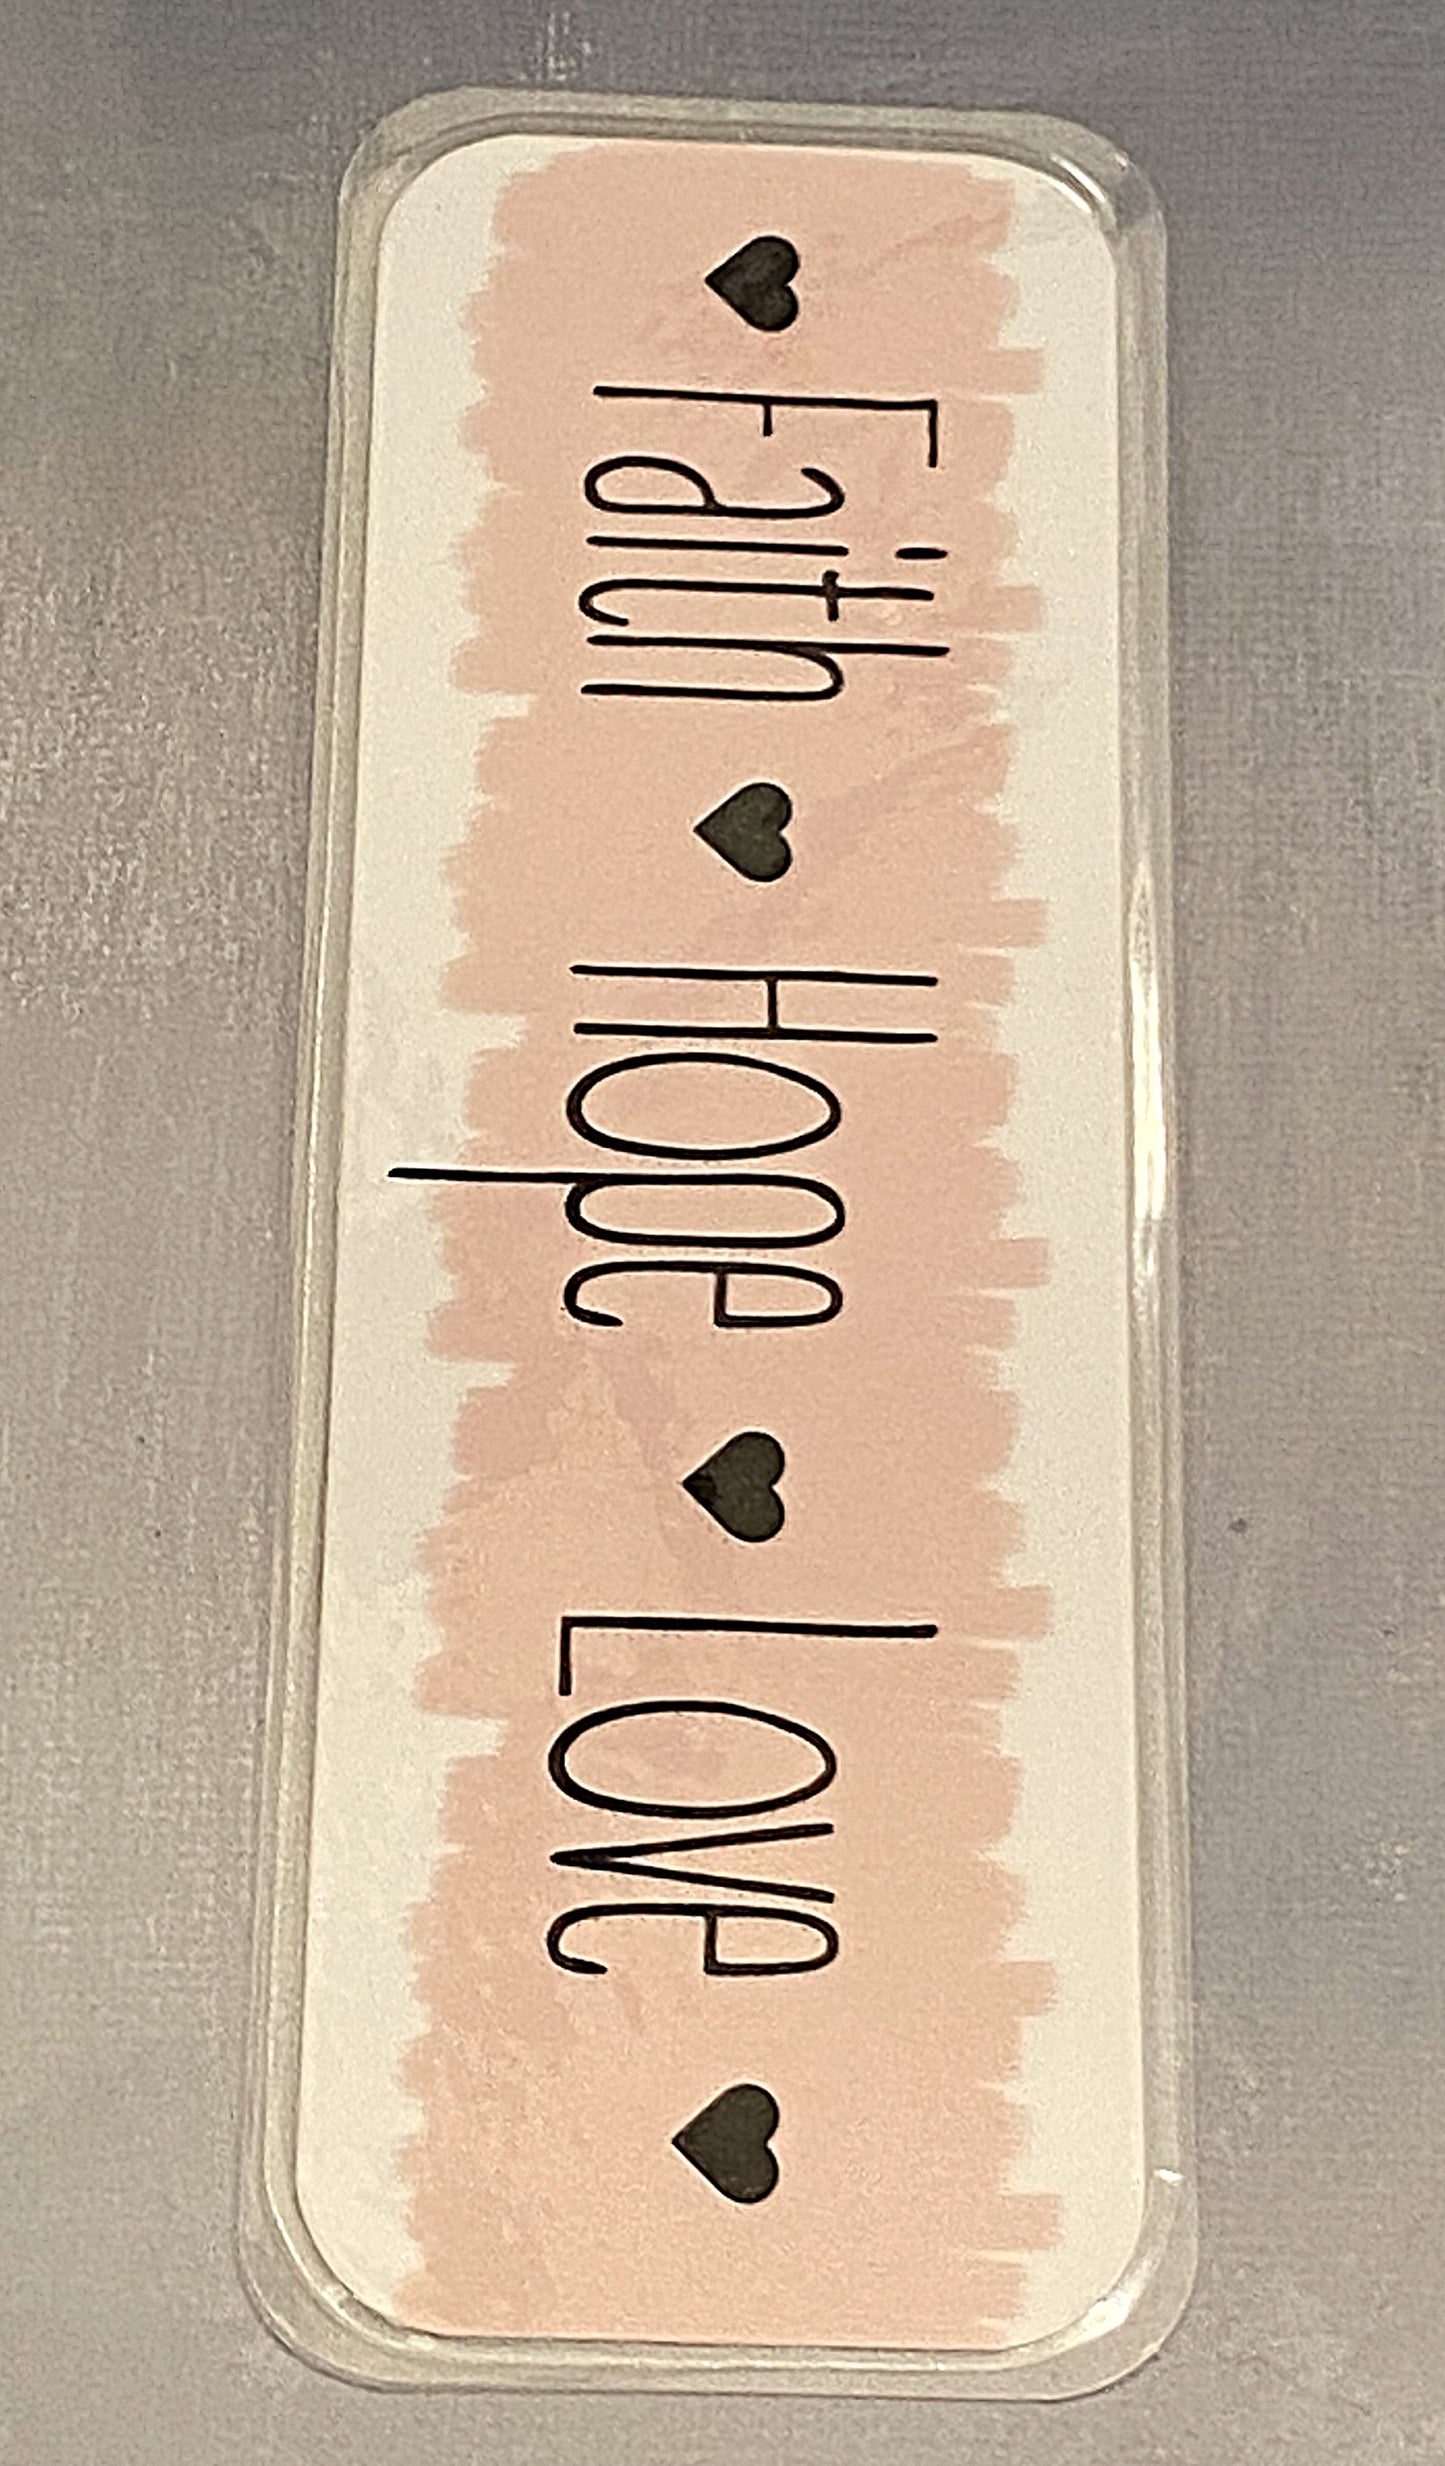 ♥ Faith ♥ Hope ♥ Love ♥